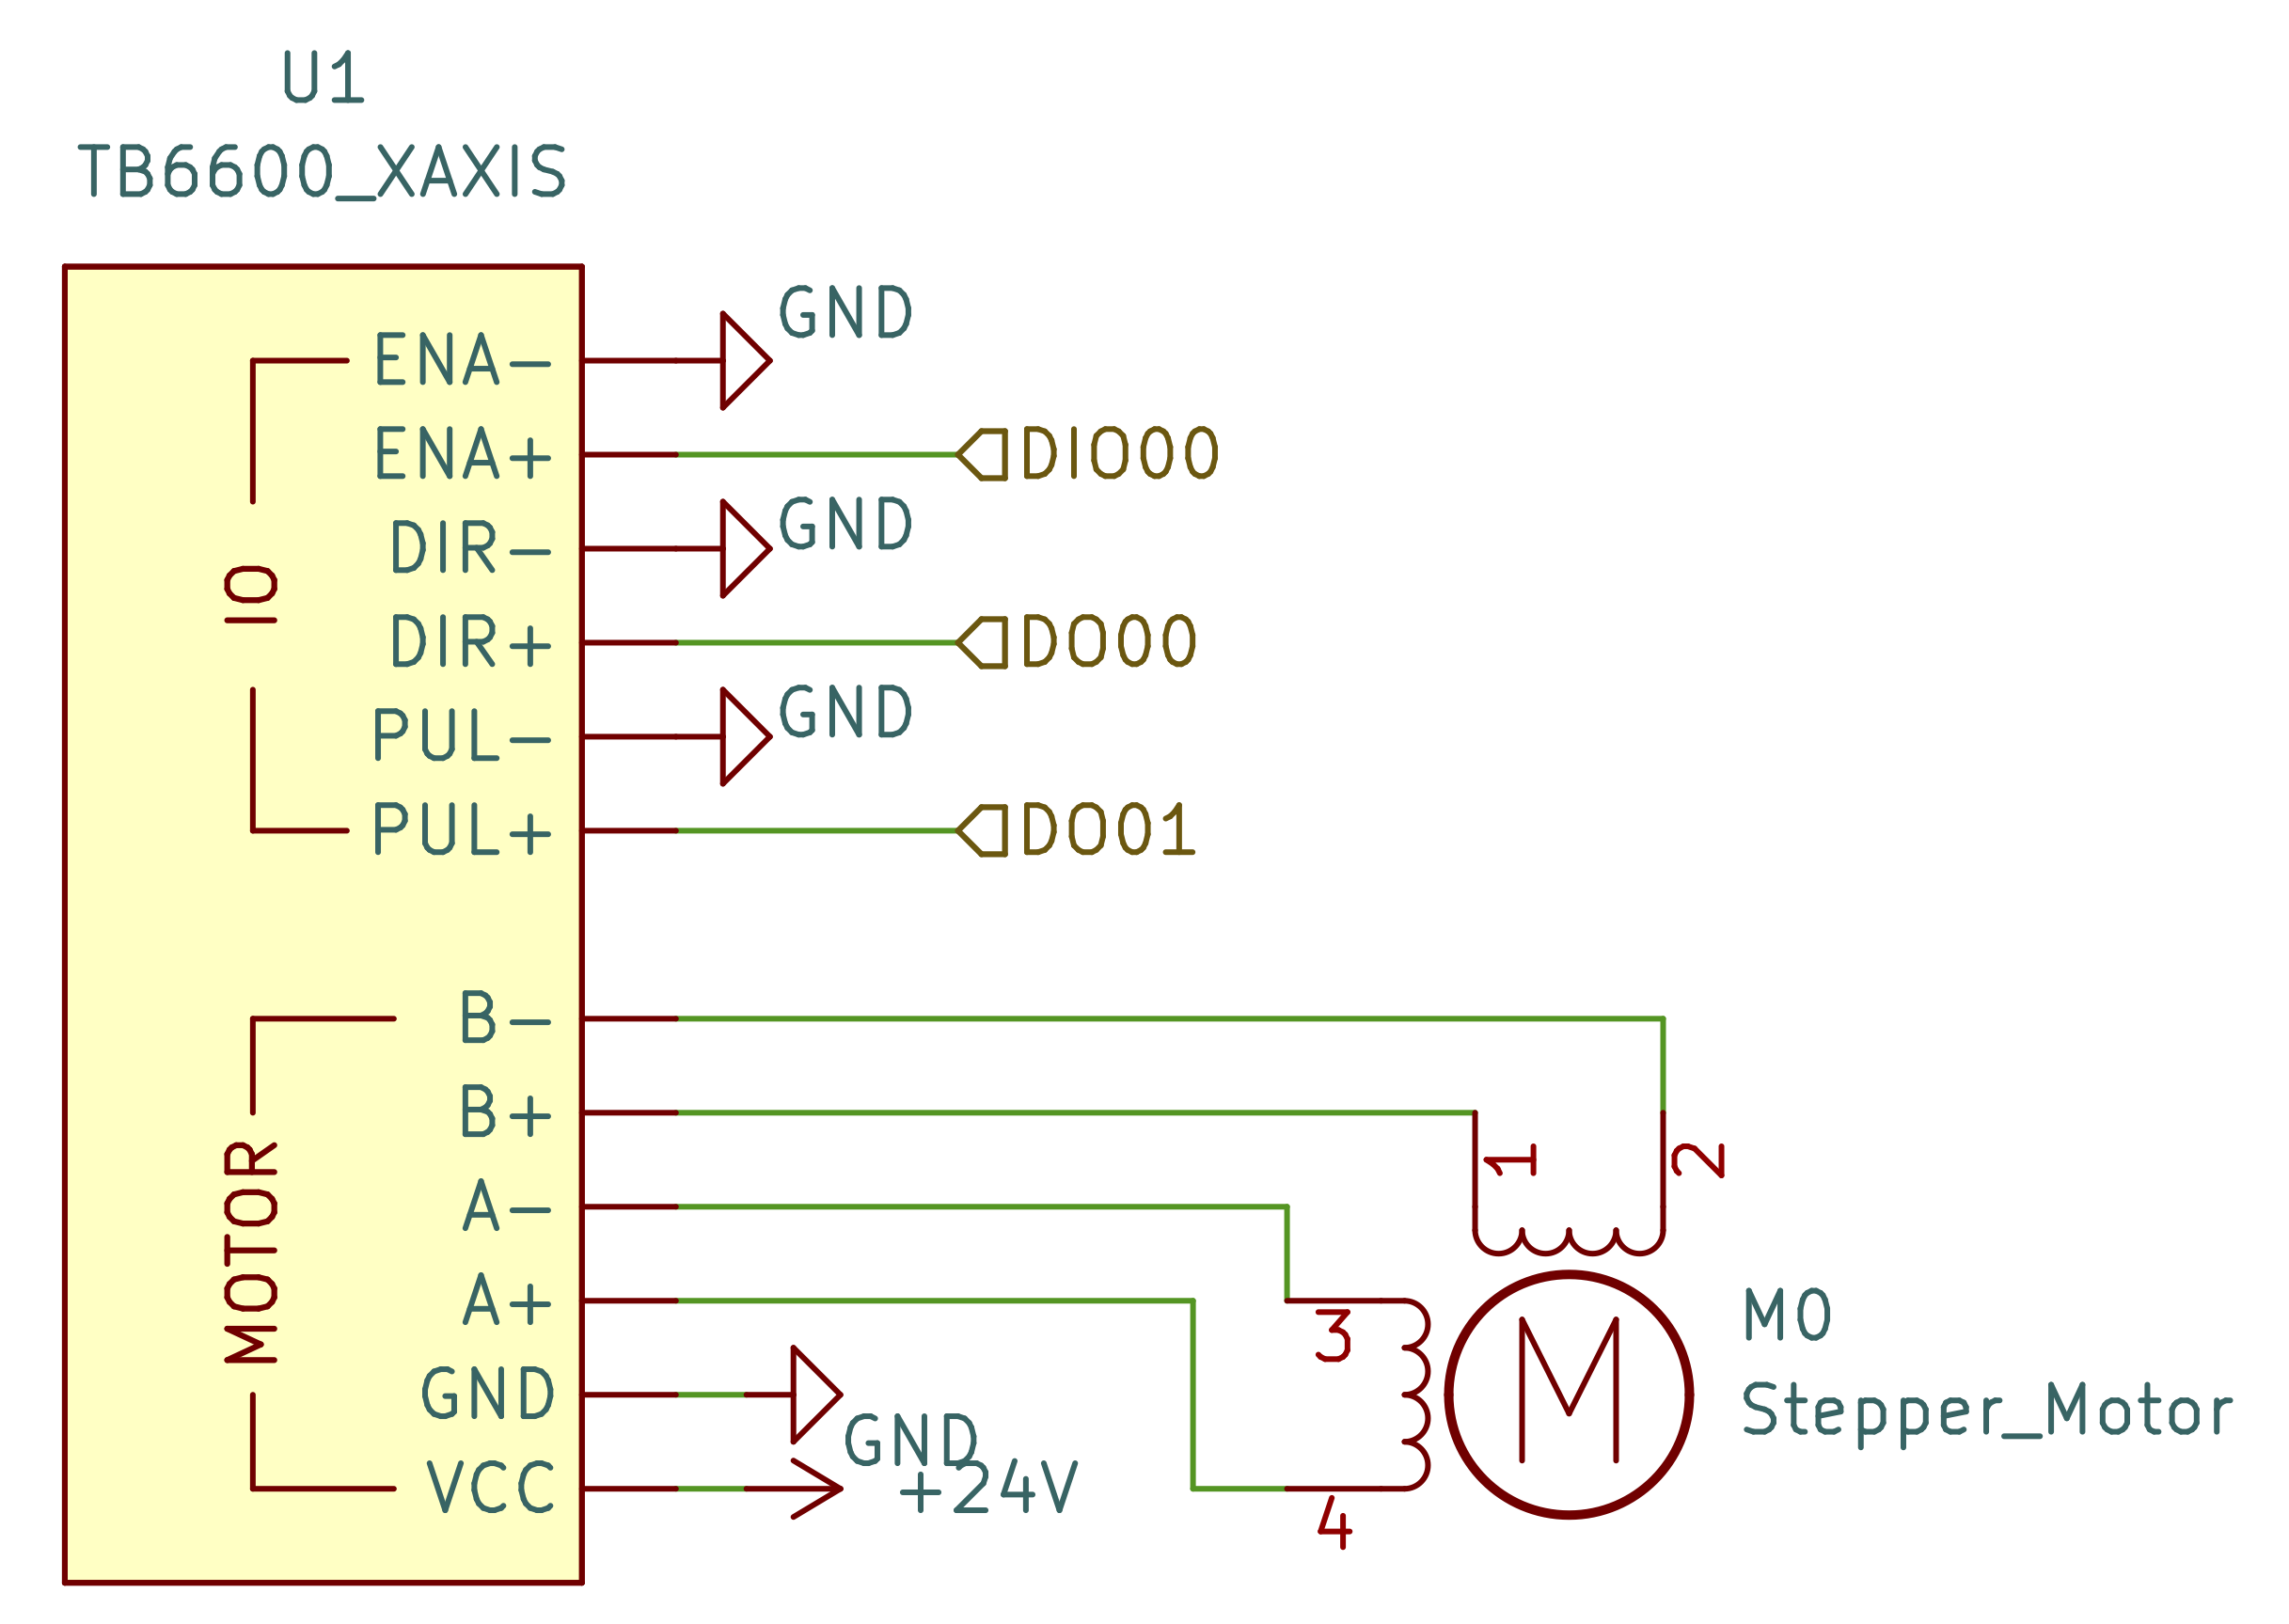 U1
TB6600_XAXIS
ENA-
GND
ENA+
DIO00
IO
DIR-
GND
DIR+
DO00
PUL-
GND
PUL+
DO01
B-
B+
1
2
MOTOR
A-
A+
3
M
M0
Stepper_Motor
GND
GND
VCC
+24V
4